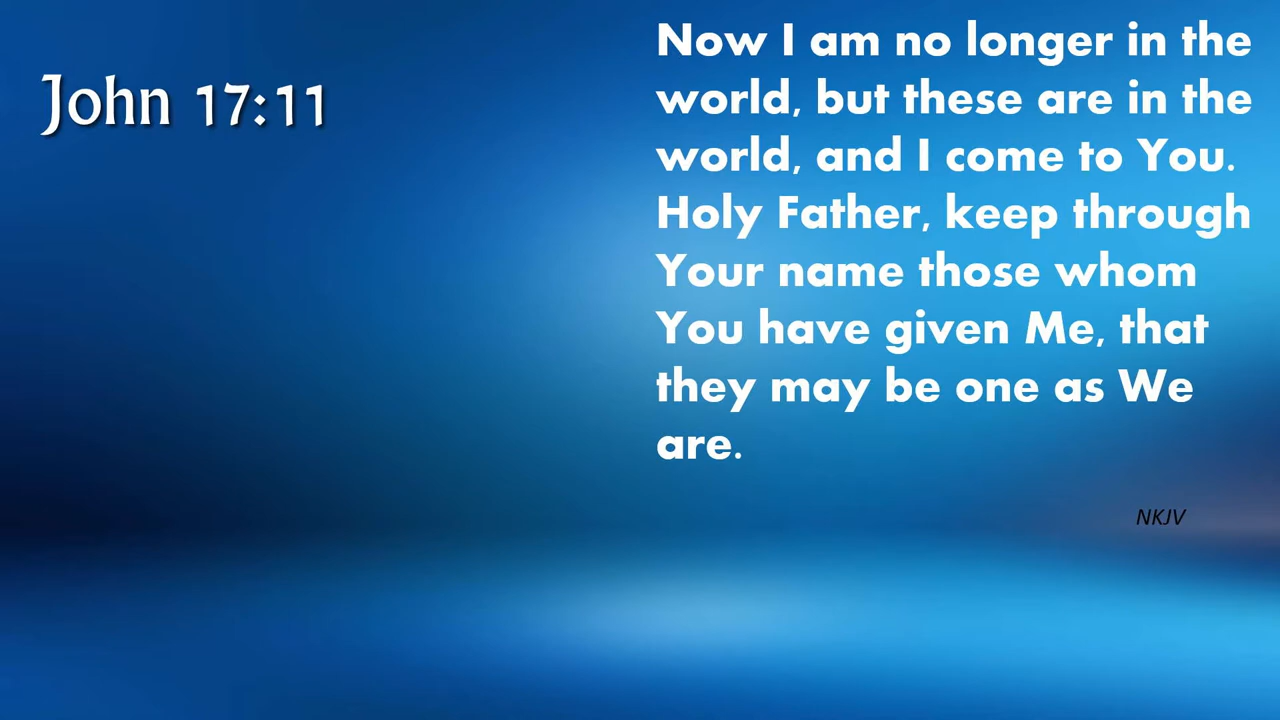 John 17:11
Now I am no longer in the
world, but these are in the
world, and I come to You.
Holy Father, keep through
Your name those whom
You have given Me, that
they may be one as We
are.
NKJV